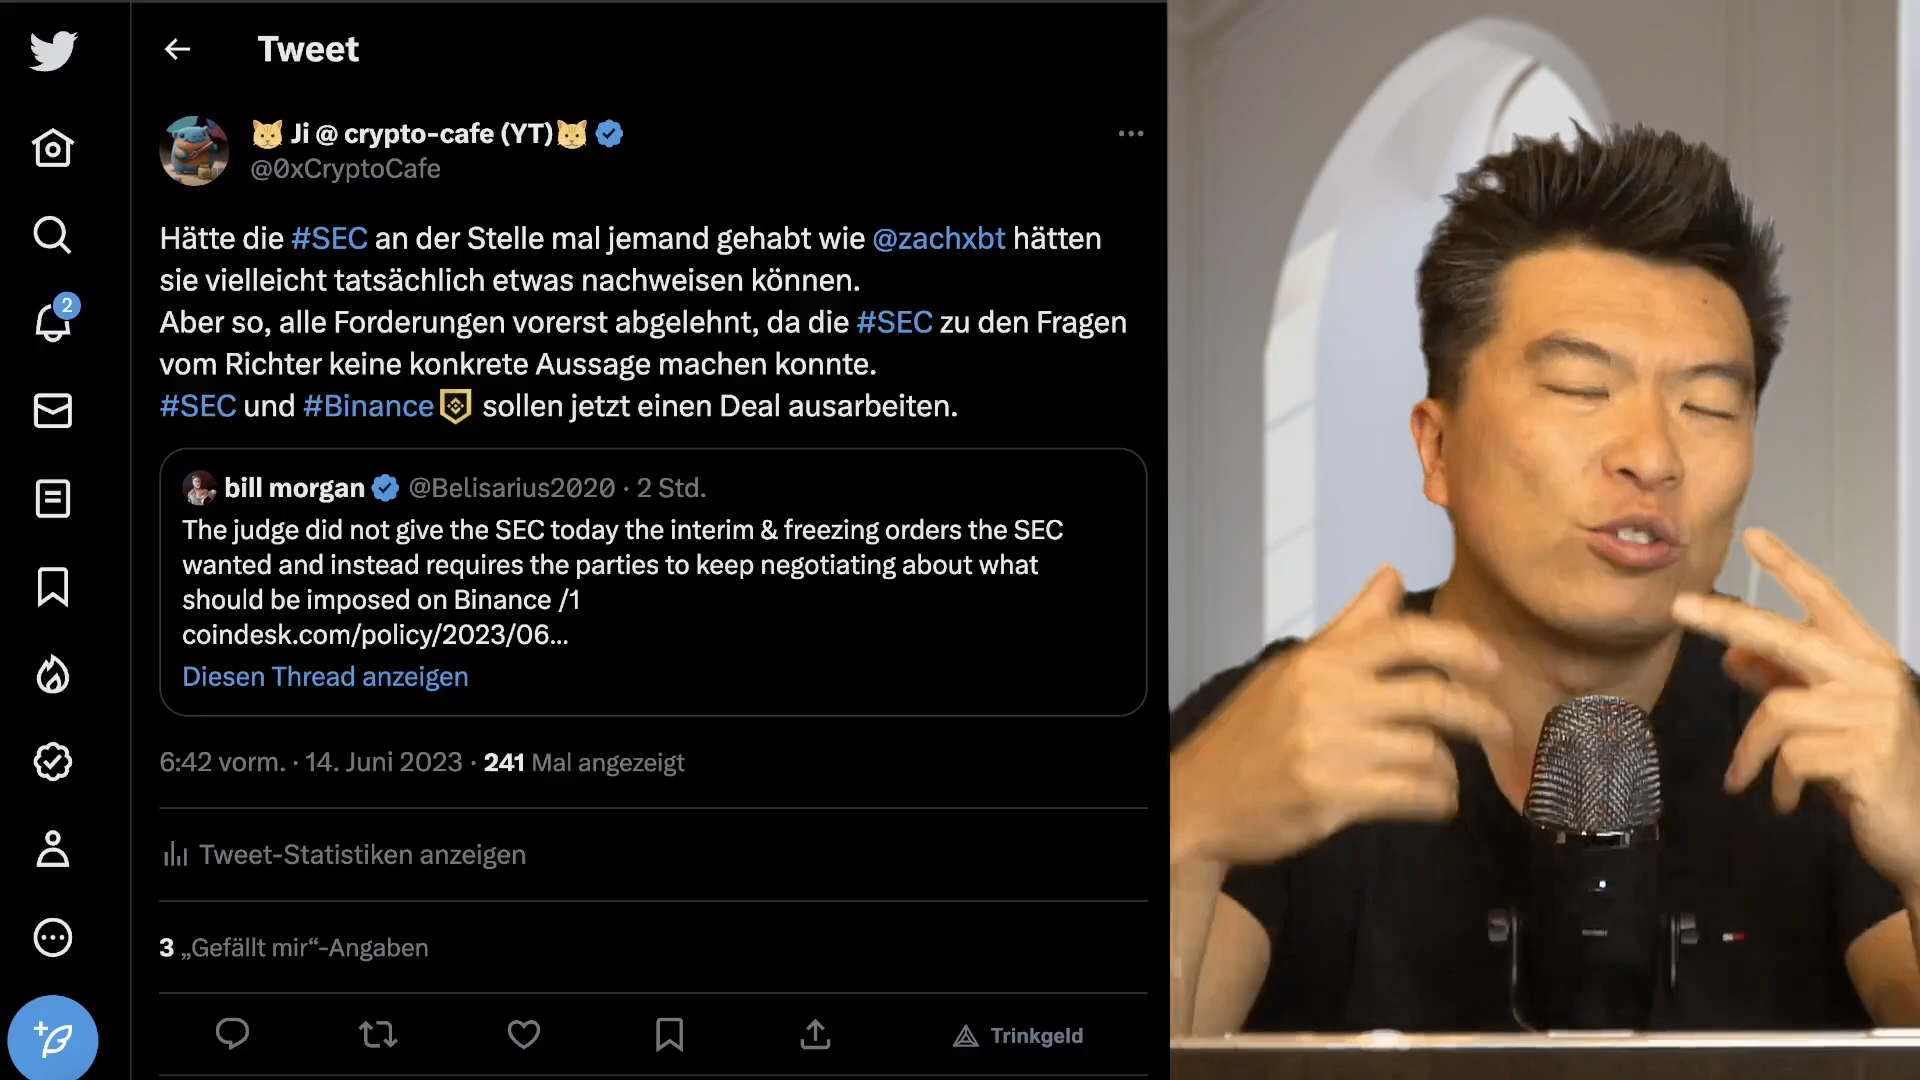 Tweet
🐱 Ji @ crypto-cafe (YT)🐱
@0xCryptoCafe
Hätte die #SEC an der Stelle mal jemand gehabt wie @zachxbt hätten
sie vielleicht tatsächlich etwas nachweisen können.
Aber so, alle Forderungen vorerst abgelehnt, da die #SEC zu den Fragen
vom Richter keine konkrete Aussage machen konnte.
#SEC und #Binance sollen jetzt einen Deal ausarbeiten.
bill morgan @Belisarius2020 · 2 Std.
The judge did not give the SEC today the interim & freezing orders the SEC
wanted and instead requires the parties to keep negotiating about what
should be imposed on Binance /1
coindesk.com/policy/2023/06…
Diesen Thread anzeigen
6:42 vorm. · 14. Juni 2023 · 241 Mal angezeigt
Tweet-Statistiken anzeigen
3 „Gefällt mir“-Angaben
Trinkgeld
2